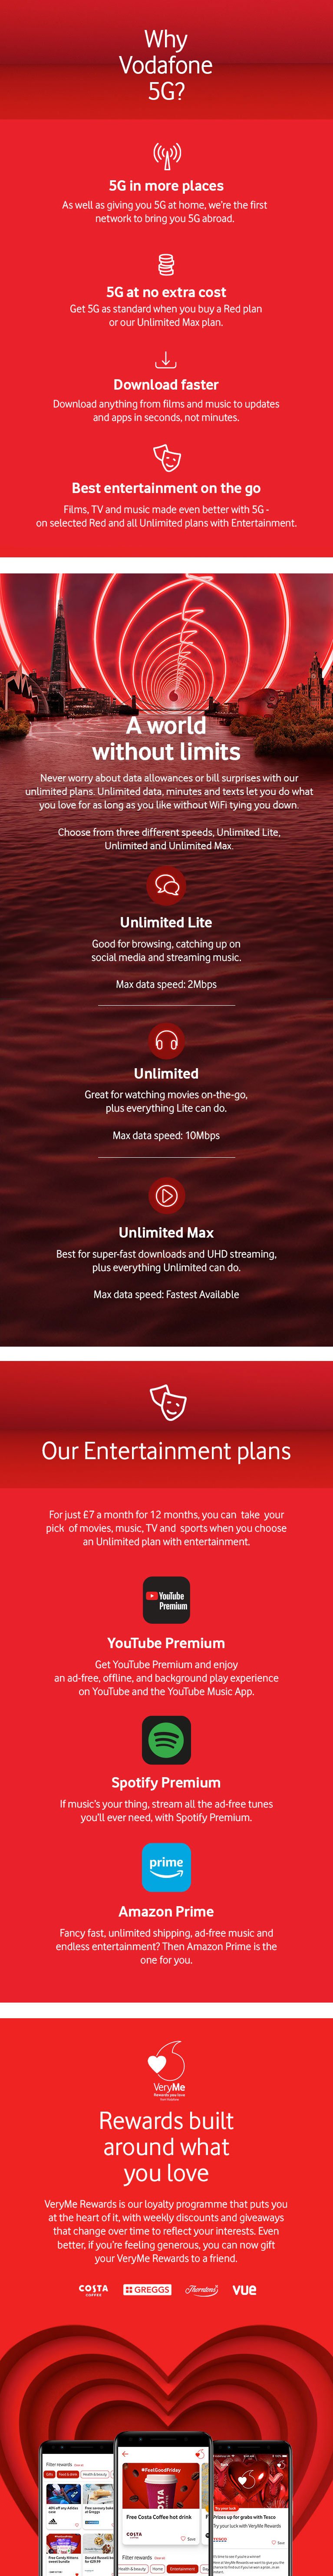 Why
Vodafone
5G?
5G in more places
As well as giving you 5G at home, we're the first
network to bring you 5G abroad.
5G at no extra cost
Get 5G as standard when you buy a Red plan
or our Unlimited Max plan.
Download faster
Download anything from films and music to updates
and apps in seconds, not minutes.
Best entertainment on the go
Films, TV and music made even better with 5G -
on selected Red and all Unlimited plans with Entertainment.
A world
without limits
Never worry about data allowances or bill surprises with our
unlimited plans. Unlimited data, minutes and texts let you do what
you love for as long as you like without WiFi tying you down.
Choose from three different speeds, Unlimited Lite,
Unlimited and Unlimited Max.
Unlimited Lite
Good for browsing, catching up on
social media and streaming music.
Max data speed: 2Mbps
Unlimited
Great for watching movies on-the-go,
plus everything Lite can do.
Max data speed: 10Mbps
Unlimited Max
Best for super-fast downloads and UHD streaming,
plus everything Unlimited can do.
Max data speed: Fastest Available
Our Entertainment plans
For just £7 a month for 12 months, you can take your
pick of movies, music, TV and sports when you choose
an Unlimited plan with entertainment.
YouTube
Premium
YouTube Premium
Get YouTube Premium and enjoy
an ad-free, offline, and background play experience
on YouTube and the YouTube Music App.
Spotify Premium
If music's your thing, stream all the ad-free tunes
you'll ever need, with Spotify Premium.
prime
Amazon Prime
Fancy fast, unlimited shipping, ad-free music and
endless entertainment? Then Amazon Prime is the
one for you.
VeryMe
Rewards you love
Rewards built
around what
you love
VeryMe Rewards is our loyalty programme that puts you
at the heart of it, with weekly discounts and giveaways
that change over time to reflect your interests. Even
better, if you're feeling generous, you can now gift
your VeryMe Rewards to a friend.
COSTA COFFEE GREGGS Thorntons vue
#FeelGoodFriday
COSTA
Free Costa Coffee hot drink
COSTA
COFFEE
Save
Filter rewards
Health & beauty Home Entertainment
Filter rewards
Gifts Food & drink Health & beauty
Try your luck
Prizes up for grabs with Tesco
Try your luck with VeryMe Rewards
TESCO
Save